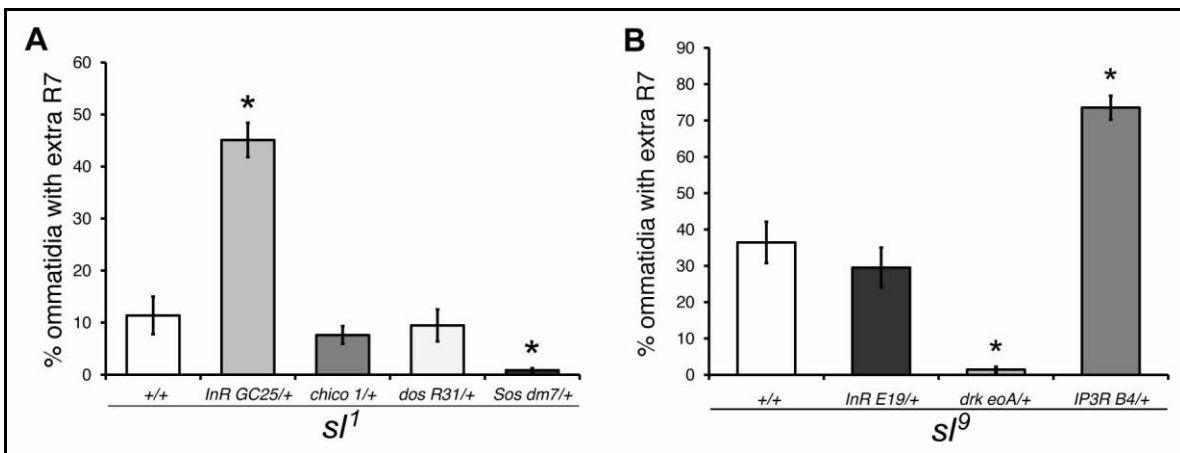 A
% ommatidia with extra R7
60
50
40
30
20
10
0
*
*
+/+ InR GC25/+ chico 1/+ dos R31/+ Sos dm7/+
sl1
B
% ommatidia with extra R7
90
80
70
60
50
40
30
20
10
0
*
*
+/+ InR E19/+ drk eoA/+ IP3R B4/+
sl9